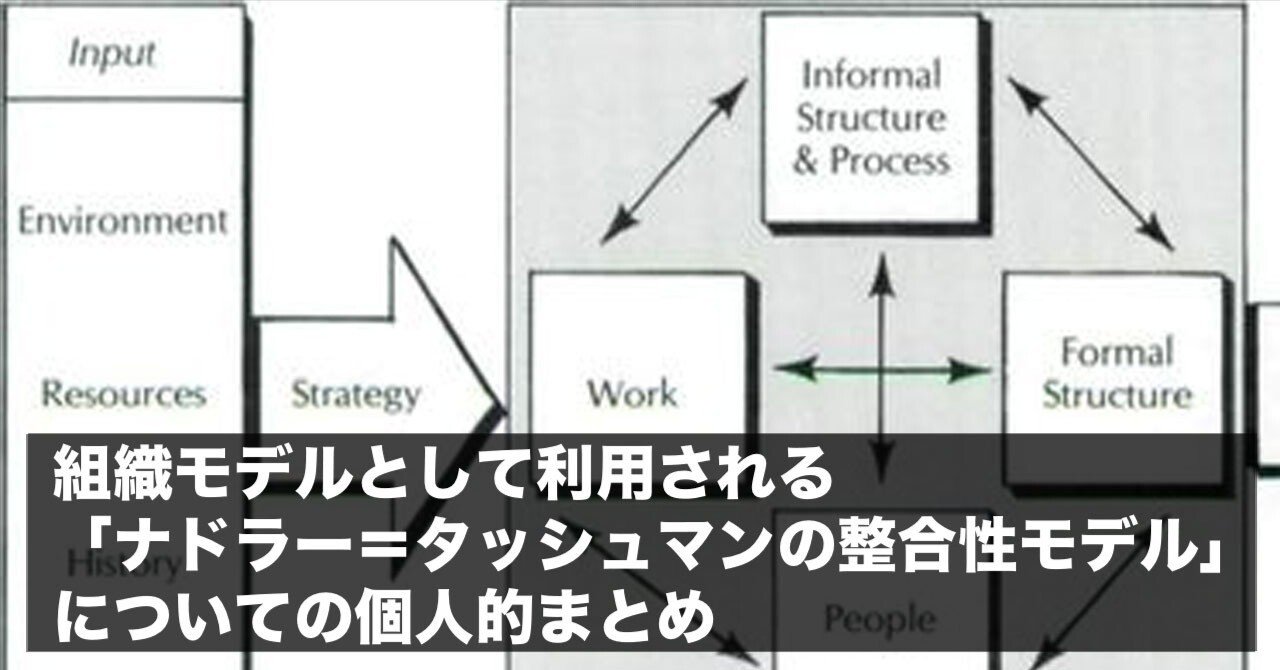 Input
Environment
Resources
History
Strategy
Informal
Structure
& Process
Work
Formal
Structure
People
組織モデルとして利用される
「ナドラー＝タッシュマンの整合性モデル」
についての個人的まとめ